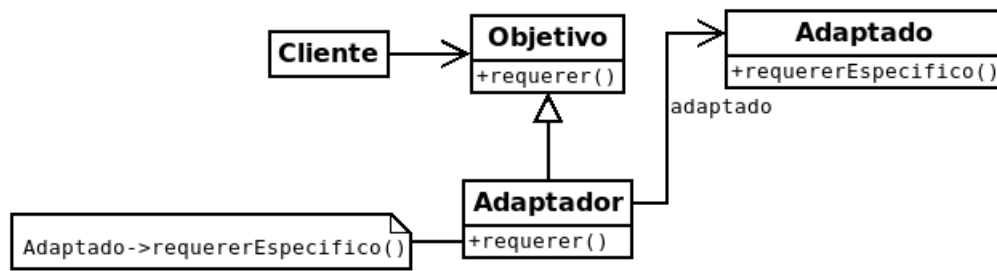 Cliente
Objetivo
+requerer()
Adaptado
+requererEspecifico()
adaptado
Adaptador
+requerer()
Adaptado->requererEspecifico()